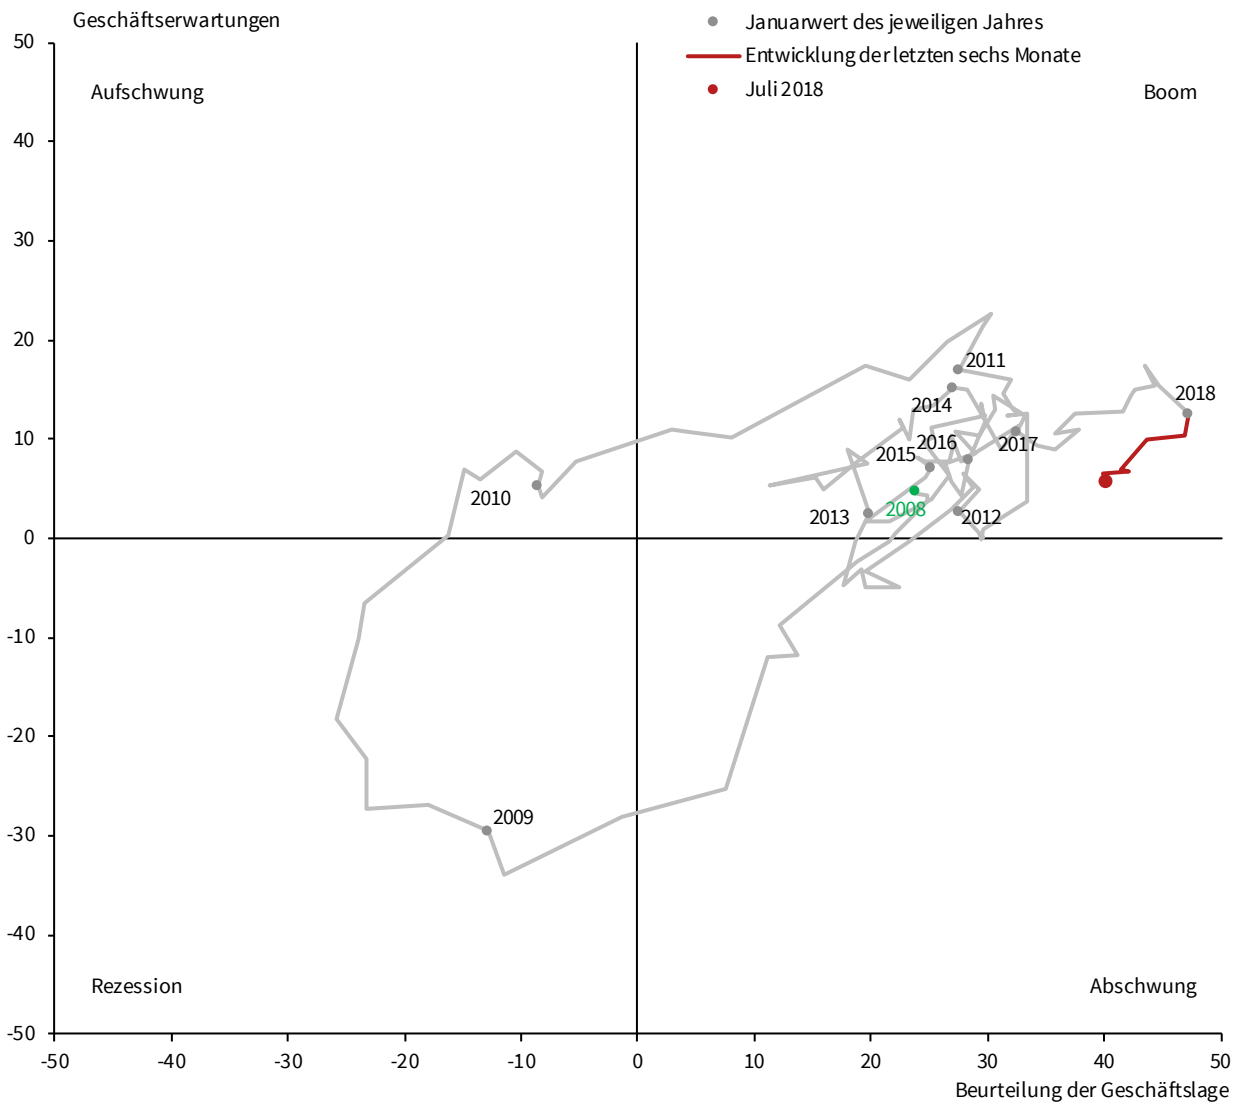 Geschäftserwartungen
Januarwert des jeweiligen Jahres
Entwicklung der letzten sechs Monate
Juli 2018
50
Aufschwung
Boom
40
30
20
2011
2018
2014
10
2016
2017
2015
2010
2008
2013
2012
0
-10
-20
2009
-30
-40
Rezession
Abschwung
-50
-50 -40 -30 -20 -10 0 10 20 30 40 50
Beurteilung der Geschäftslage